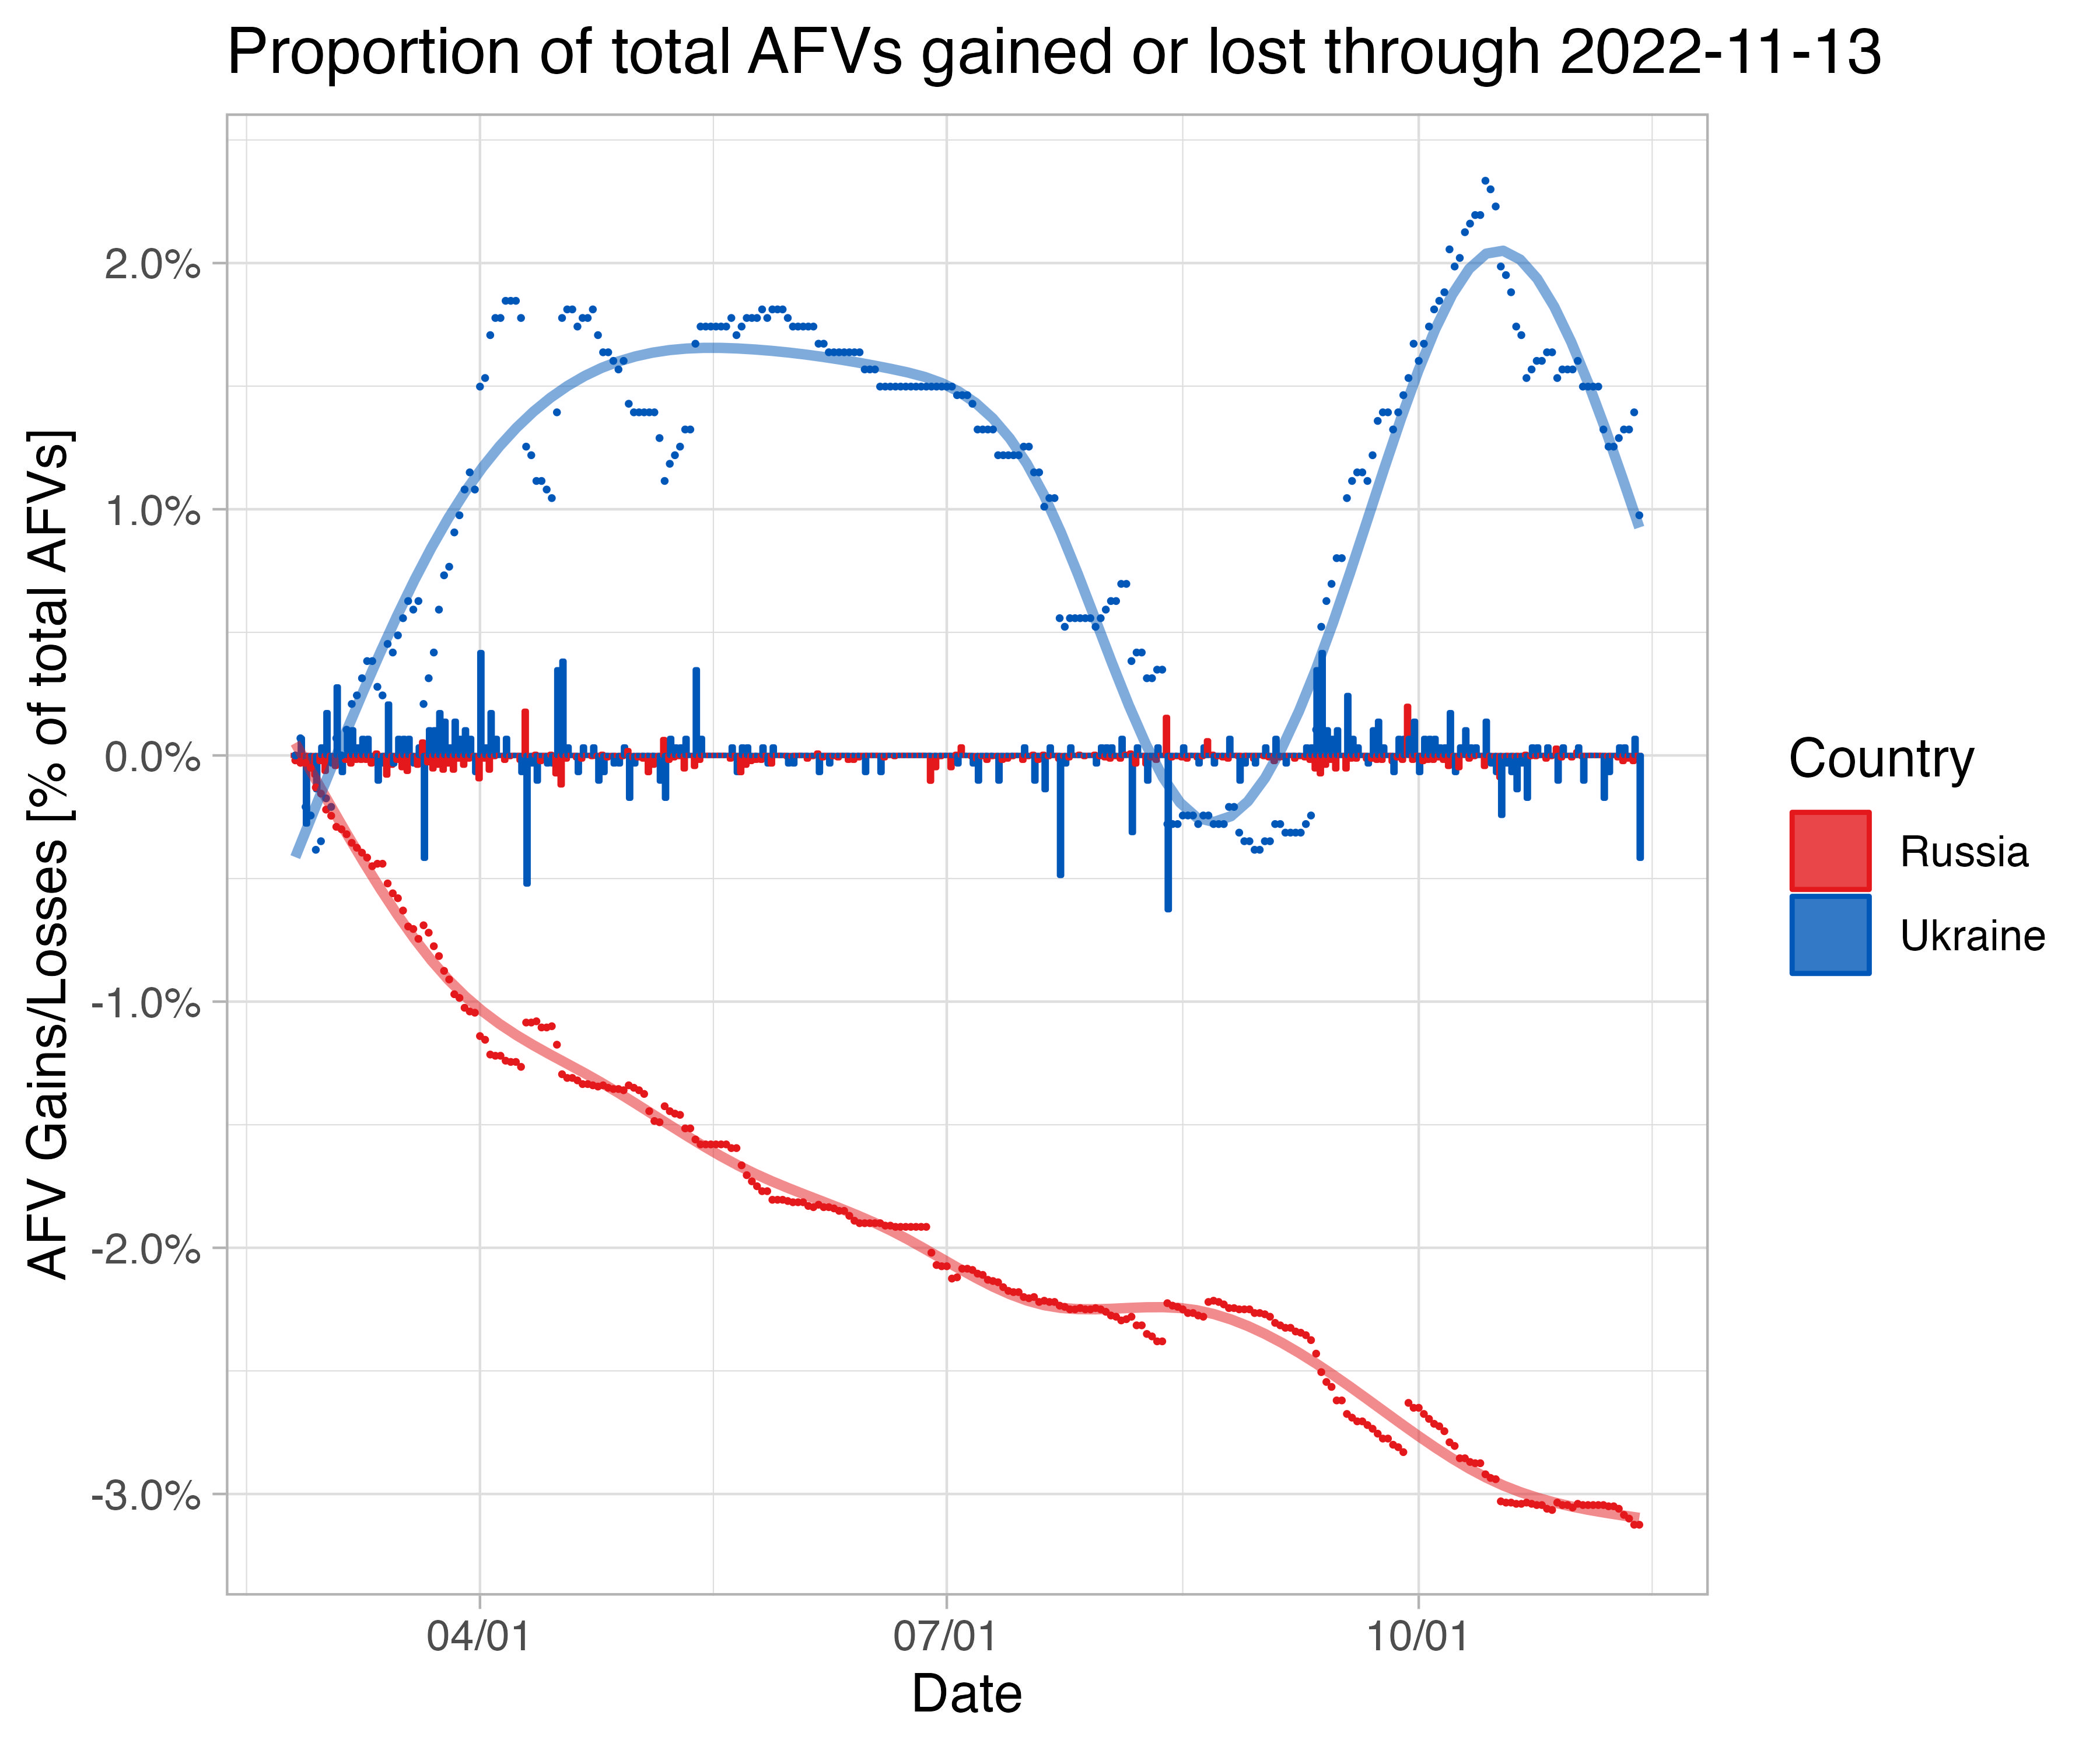 Proportion of total AFVs gained or lost through 2022-11-13
AFV Gains/Losses [% of total AFVs]
2.0%
1.0%
0.0%
-1.0%
-2.0%
-3.0%
04/01
07/01
10/01
Date
Country
Russia
Ukraine